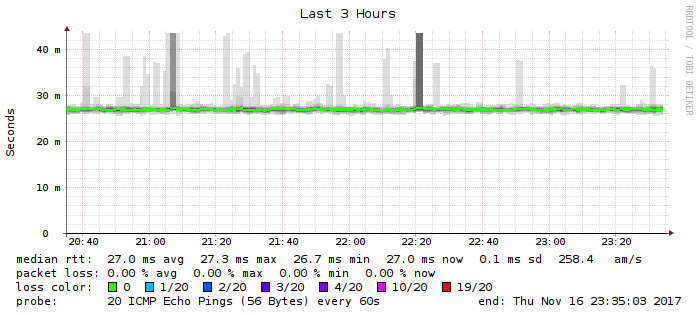 Last 3 Hours
RRDTOOL / TOBI OETIKER
Seconds
40 m
30 m
20 m
10 m
0
20:40 21:00 21:20 21:40 22:00 22:20 22:40 23:00 23:20
median rtt: 27.0 ms avg 27.3 ms max 26.7 ms min 27.0 ms now 0.1 ms sd 258.4 am/s
packet loss: 0.00 % avg 0.00 % max 0.00 % min 0.00 % now
loss color: 0 1/20 2/20 3/20 4/20 10/20 19/20
probe: 20 ICMP Echo Pings (56 Bytes) every 60s end: Thu Nov 16 23:35:03 2017